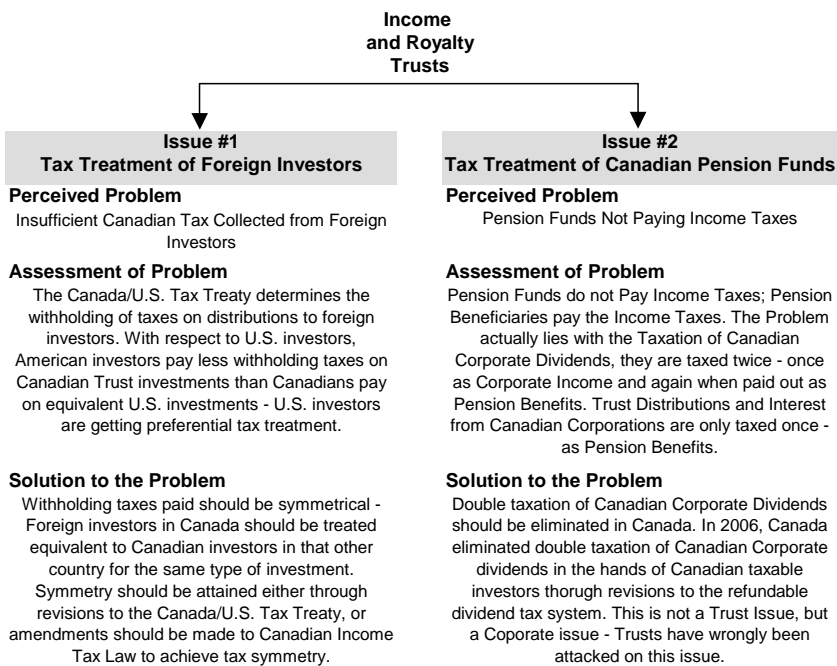 Income
and Royalty
Trusts
Issue #1
Tax Treatment of Foreign Investors
Perceived Problem
Insufficient Canadian Tax Collected from Foreign
Investors
Assessment of Problem
The Canada/U.S. Tax Treaty determines the
withholding of taxes on distributions to foreign
investors. With respect to U.S. investors,
American investors pay less withholding taxes on
Canadian Trust investments than Canadians pay
on equivalent U.S. investments - U.S. investors
are getting preferential tax treatment.
Solution to the Problem
Withholding taxes paid should be symmetrical -
Foreign investors in Canada should be treated
equivalent to Canadian investors in that other
country for the same type of investment.
Symmetry should be attained either through
revisions to the Canada/U.S. Tax Treaty, or
amendments should be made to Canadian Income
Tax Law to achieve tax symmetry.
Issue #2
Tax Treatment of Canadian Pension Funds
Perceived Problem
Pension Funds Not Paying Income Taxes
Assessment of Problem
Pension Funds do not Pay Income Taxes; Pension
Beneficiaries pay the Income Taxes. The Problem
actually lies with the Taxation of Canadian
Corporate Dividends, they are taxed twice - once
as Corporate Income and again when paid out as
Pension Benefits. Trust Distributions and Interest
from Canadian Corporations are only taxed once -
as Pension Benefits.
Solution to the Problem
Double taxation of Canadian Corporate Dividends
should be eliminated in Canada. In 2006, Canada
eliminated double taxation of Canadian Corporate
dividends in the hands of Canadian taxable
investors thorugh revisions to the refundable
dividend tax system. This is not a Trust Issue, but
a Coporate issue - Trusts have wrongly been
attacked on this issue.